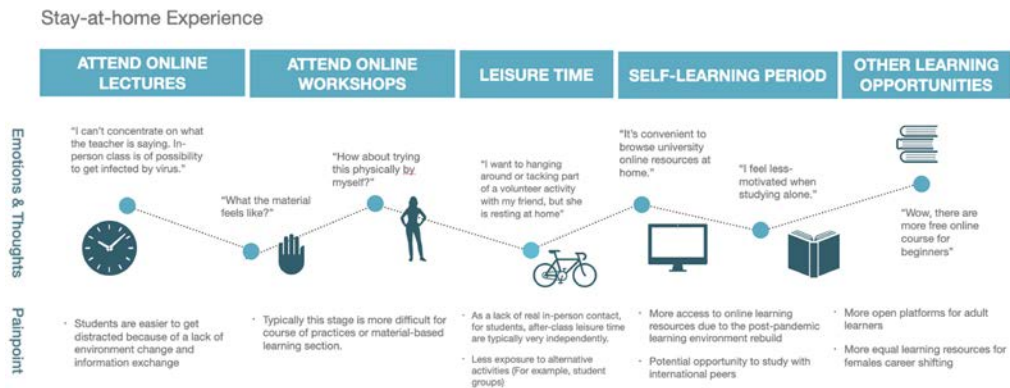 Stay-at-home Experience
ATTEND ONLINE
LECTURES
ATTEND ONLINE
WORKSHOPS
LEISURE TIME
SELF-LEARNING PERIOD
OTHER LEARNING
OPPORTUNITIES
Emotions & Thoughts
"I can't concentrate on what
the teacher is saying. In-
person class is of possibility
to get infected by virus."
"What the material
feels like?"
"How about trying
this physically by
myself?"
"I want to hanging
around or tacking part
of a volunteer activity
with my friend, but she
is resting at home"
"It's convenient to
browse university
online resources at
home."
"I feel less-
motivated when
studying alone."
"Wow, there are
more free online
course for
beginners"
Painpoint
· Students are easier to get
distracted because of a lack of
environment change and
information exchange
· Typically this stage is more difficult for
course of practices or material-based
learning section.
· As a lack of real in-person contact,
for students, after-class leisure time
are typically very independently.
· Less exposure to alternative
activities (For example, student
groups)
· More access to online learning
resources due to the post-pandemic
learning environment rebuild
· Potential opportunity to study with
international peers
· More open platforms for adult
learners
· More equal learning resources for
females career shifting